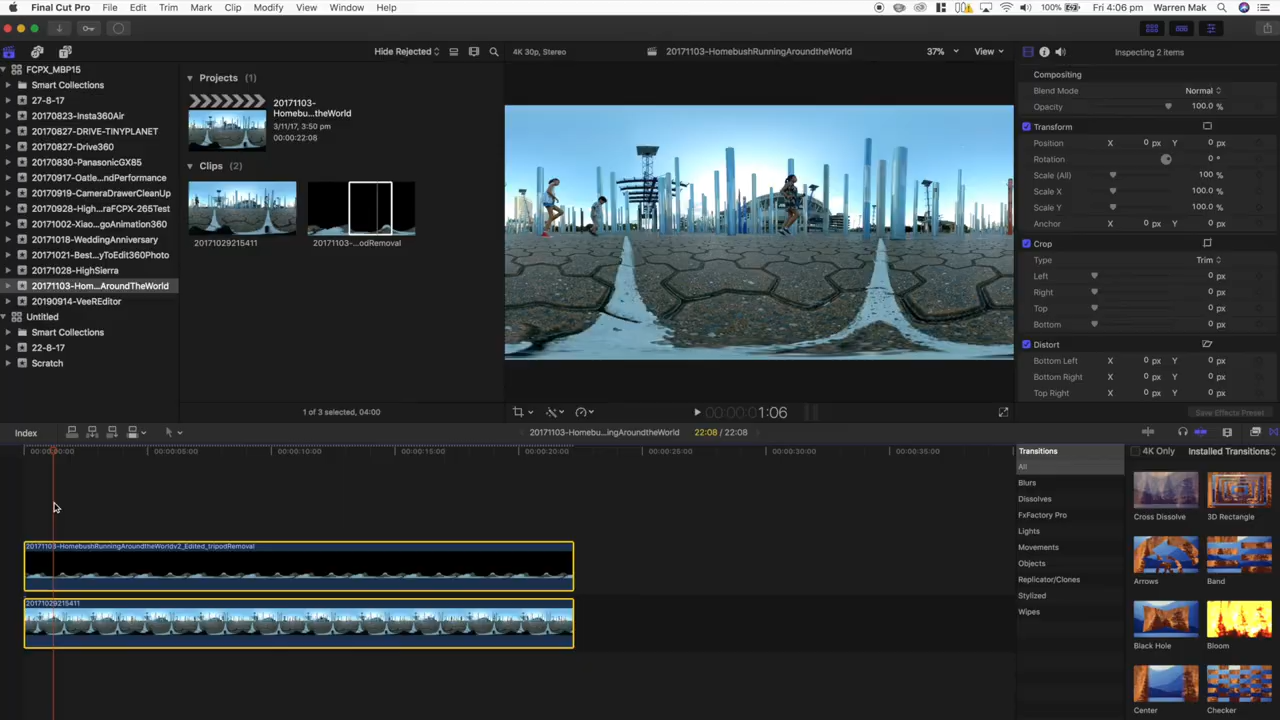 Final Cut Pro File Edit Trim Mark Clip Modify View Window Help 100% Fri 4:06 pm Warren Mak
Hide Rejected 4K 30p, Stereo 20171103-HomebushRunningAroundtheWorld 37% View Inspecting 2 items
FCPX_MBP15
Smart Collections
27-8-17
20170823-Insta360Air
20170827-DRIVE-TINYPLANET
20170827-Drive360
20170830-PanasonicGX85
20170917-Oatle...ndPerformance
20170919-CameraDrawerCleanUp
20170928-High...raFCPX-265Test
20171002-Xiao...goAnimation360
20171018-WeddingAnniversary
20171021-Best...yToEdit360Photo
20171028-HighSierra
20171103-Hom...AroundTheWorld
20190914-VeeREditor
Untitled
Smart Collections
22-8-17
Scratch
Projects (1)
20171103-
Homebu...theWorld
3/11/17, 3:50 pm
00:00:22:08
Clips (2)
20171029215411
20171103-...odRemoval
1 of 3 selected, 04:00
Compositing
Blend Mode Normal
Opacity 100.0 %
Transform
Position X 0 px Y 0 px
Rotation 0 °
Scale (All) 100 %
Scale X 100.0 %
Scale Y 100.0 %
Anchor X 0 px Y 0 px
Crop
Type Trim
Left 0 px
Right 0 px
Top 0 px
Bottom 0 px
Distort
Bottom Left X 0 px Y 0 px
Bottom Right X 0 px Y 0 px
Top Right X 0 px Y 0 px
Save Effects Preset
00:00:01:06
Index 20171103-Homebu...ingAroundtheWorld 22:08 / 22:08
00:00:00:00 00:00:05:00 00:00:10:00 00:00:15:00 00:00:20:00 00:00:25:00 00:00:30:00 00:00:35:00
20171103-HomebushRunningAroundtheWorldv2_Edited_tripodRemoval
20171029215411
Transitions
All
Blurs
Dissolves
FxFactory Pro
Lights
Movements
Objects
Replicator/Clones
Stylized
Wipes
4K Only Installed Transitions
Cross Dissolve 3D Rectangle
Arrows Band
Black Hole Bloom
Center Checker